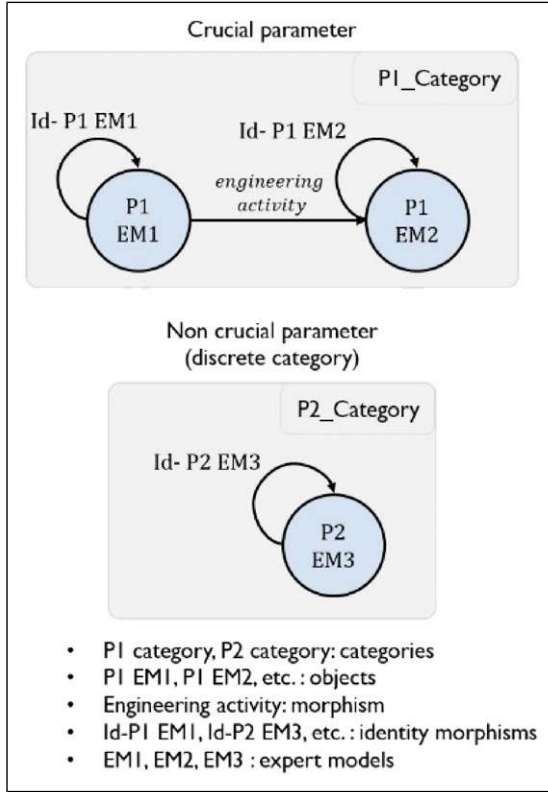 Crucial parameter
P1_Category
Id- P1 EM1
Id- P1 EM2
engineering
activity
P1
EM1
P1
EM2
Non crucial parameter
(discrete category)
P2_Category
Id- P2 EM3
P2
EM3
• P1 category, P2 category: categories
• P1 EM1, P1 EM2, etc. : objects
• Engineering activity: morphism
• Id-P1 EM1, Id-P2 EM3, etc. : identity morphisms
• EM1, EM2, EM3 : expert models